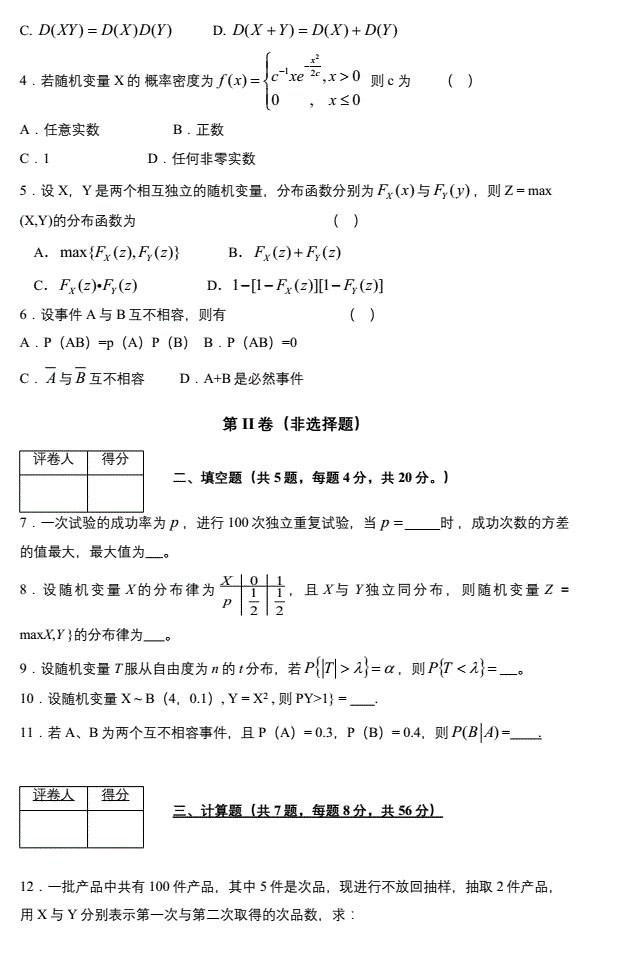 C. D(XY) = D(X)D(Y) D. D(X + Y) = D(X) + D(Y)
4．若随机变量 X 的 概率密度为 f(x) = { c⁻¹xe^(-x²/2c), x > 0 则 c 为 （ ）
0 , x ≤ 0
A．任意实数 B．正数
C．1 D．任何非零实数
5．设 X，Y 是两个相互独立的随机变量，分布函数分别为 F_X(x) 与 F_Y(y)，则 Z = max
(X,Y)的分布函数为 （ ）
A．max{F_X(z), F_Y(z)} B．F_X(z) + F_Y(z)
C．F_X(z)•F_Y(z) D．1−[1−F_X(z)][1−F_Y(z)]
6．设事件 A 与 B 互不相容，则有 （ ）
A．P（AB）=p（A）P（B） B．P（AB）=0
C．A̅ 与 B̅ 互不相容 D．A+B 是必然事件
第 II 卷（非选择题）
评卷人 得分
二、填空题（共 5 题，每题 4 分，共 20 分。）
7．一次试验的成功率为 p ，进行 100 次独立重复试验，当 p =_____时 ，成功次数的方差
的值最大，最大值为__。
8．设随机变量 X 的分布律为 X 0 1 ，且 X 与 Y 独立同分布，则随机变量 Z =
p 1/2 1/2
maxX,Y }的分布律为___。
9．设随机变量 T 服从自由度为 n 的 t 分布，若 P{|T| > λ} = α ，则 P{T < λ} = __。
10．设随机变量 X ~ B（4，0.1）, Y = X² , 则 PY>1} = ___.
11．若 A、B 为两个互不相容事件，且 P（A）= 0.3，P（B）= 0.4，则 P(B|A) =____.
评卷人 得分
三、计算题（共 7 题，每题 8 分，共 56 分）
12．一批产品中共有 100 件产品，其中 5 件是次品，现进行不放回抽样，抽取 2 件产品，
用 X 与 Y 分别表示第一次与第二次取得的次品数，求：